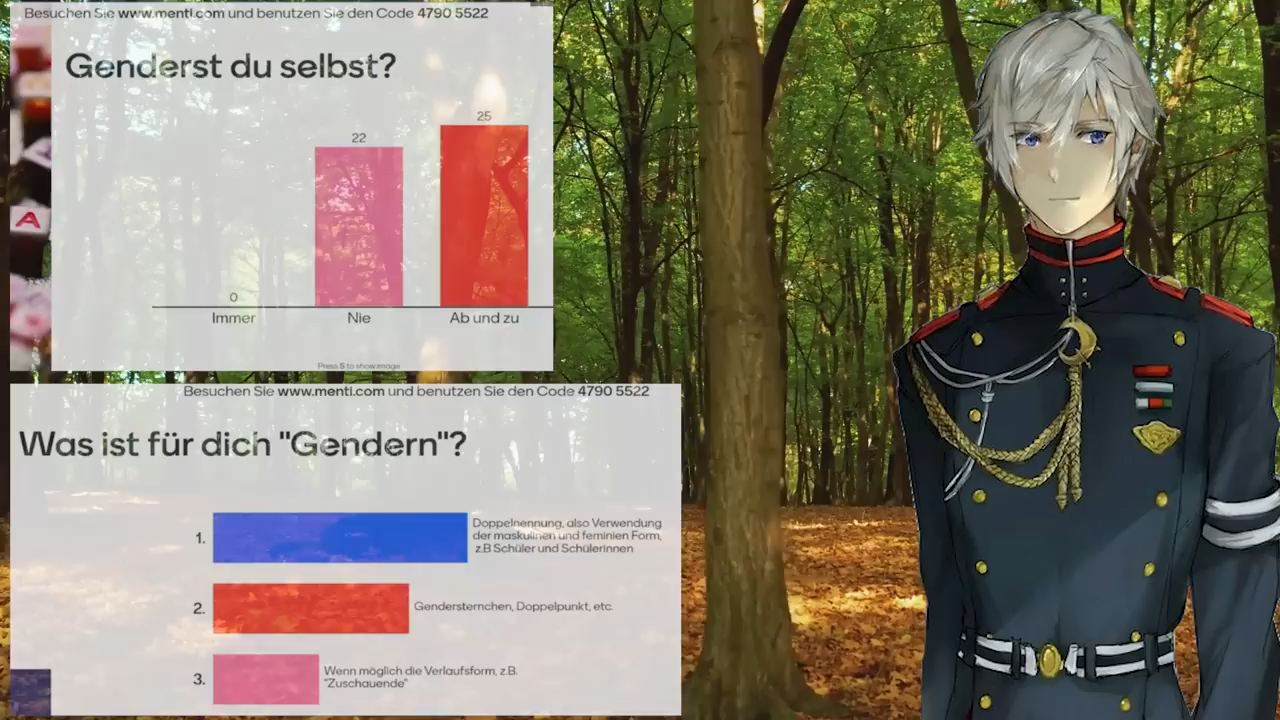 Besuchen Sie www.menti.com und benutzen Sie den Code 4790 5522
Genderst du selbst?
25
22
0
Immer
Nie
Ab und zu
Press S to show image
A
Besuchen Sie www.menti.com und benutzen Sie den Code 4790 5522
Was ist für dich "Gendern"?
1.
Doppelnennung, also Verwendung
der maskulinen und feminien Form,
z.B Schüler und Schülerinnen
2.
Gendersternchen, Doppelpunkt, etc.
3.
Wenn möglich die Verlaufsform, z.B.
"Zuschauende"